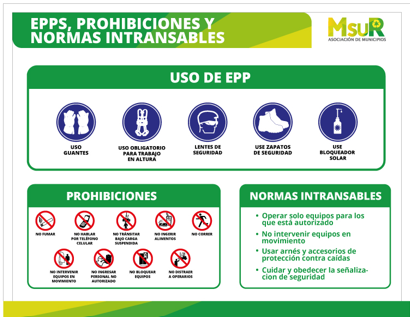 EPPS, PROHIBICIONES Y
NORMAS INTRANSABLES
MSUR
ASOCIACIÓN DE MUNICIPIOS
USO DE EPP
USO
GUANTES
USO OBLIGATORIO
PARA TRABAJO
EN ALTURA
LENTES DE
SEGURIDAD
USE ZAPATOS
DE SEGURIDAD
USE
BLOQUEADOR
SOLAR
PROHIBICIONES
NO FUMAR
NO HABLAR
POR TELÉFONO
CELULAR
NO TRÁNSITAR
BAJO CARGA
SUSPENDIDA
NO INGERIR
ALIMENTOS
NO CORRER
NO INTERVENIR
EQUIPOS EN
MOVIMIENTO
NO INGRESAR
PERSONAL NO
AUTORIZADO
NO BLOQUEAR
EQUIPOS
NO DISTRAER
A OPERARIOS
NORMAS INTRANSABLES
• Operar solo equipos para los
que está autorizado
• No intervenir equipos en
movimiento
• Usar arnés y accesorios de
protección contra caídas
• Cuidar y obedecer la señaliza-
cion de seguridad